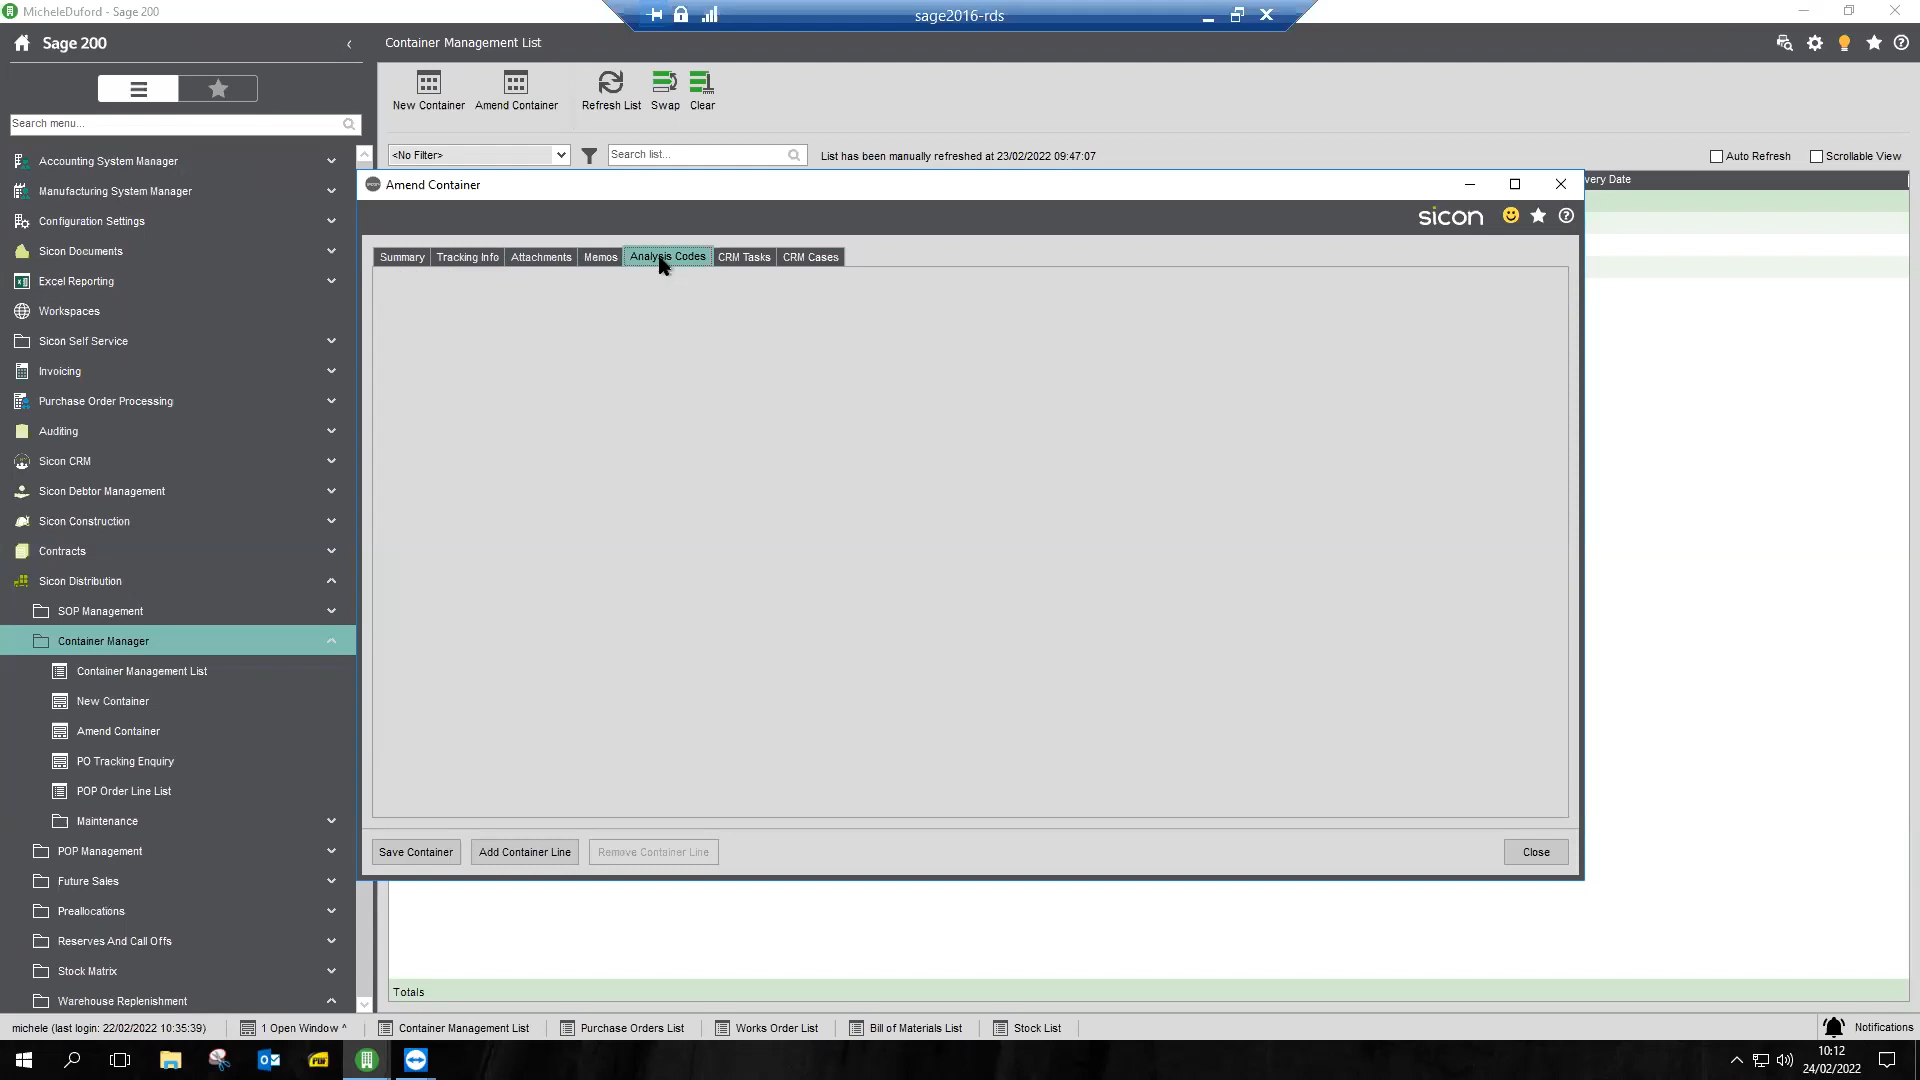 MicheleDuford - Sage 200
sage2016-rds
Sage 200
Container Management List
New Container
Amend Container
Refresh List
Swap
Clear
Search menu...
<No Filter>
Search list...
List has been manually refreshed at 23/02/2022 09:47:07
Auto Refresh
Scrollable View
very Date
Amend Container
sicon
Summary
Tracking Info
Attachments
Memos
Analysis Codes
CRM Tasks
CRM Cases
Accounting System Manager
Manufacturing System Manager
Configuration Settings
Sicon Documents
Excel Reporting
Workspaces
Sicon Self Service
Invoicing
Purchase Order Processing
Auditing
Sicon CRM
Sicon Debtor Management
Sicon Construction
Contracts
Sicon Distribution
SOP Management
Container Manager
Container Management List
New Container
Amend Container
PO Tracking Enquiry
POP Order Line List
Maintenance
POP Management
Future Sales
Preallocations
Reserves And Call Offs
Stock Matrix
Warehouse Replenishment
Save Container
Add Container Line
Remove Container Line
Close
Totals
michele (last login: 22/02/2022 10:35:39)
1 Open Window ^
Container Management List
Purchase Orders List
Works Order List
Bill of Materials List
Stock List
Notifications
PDF
10:12
24/02/2022